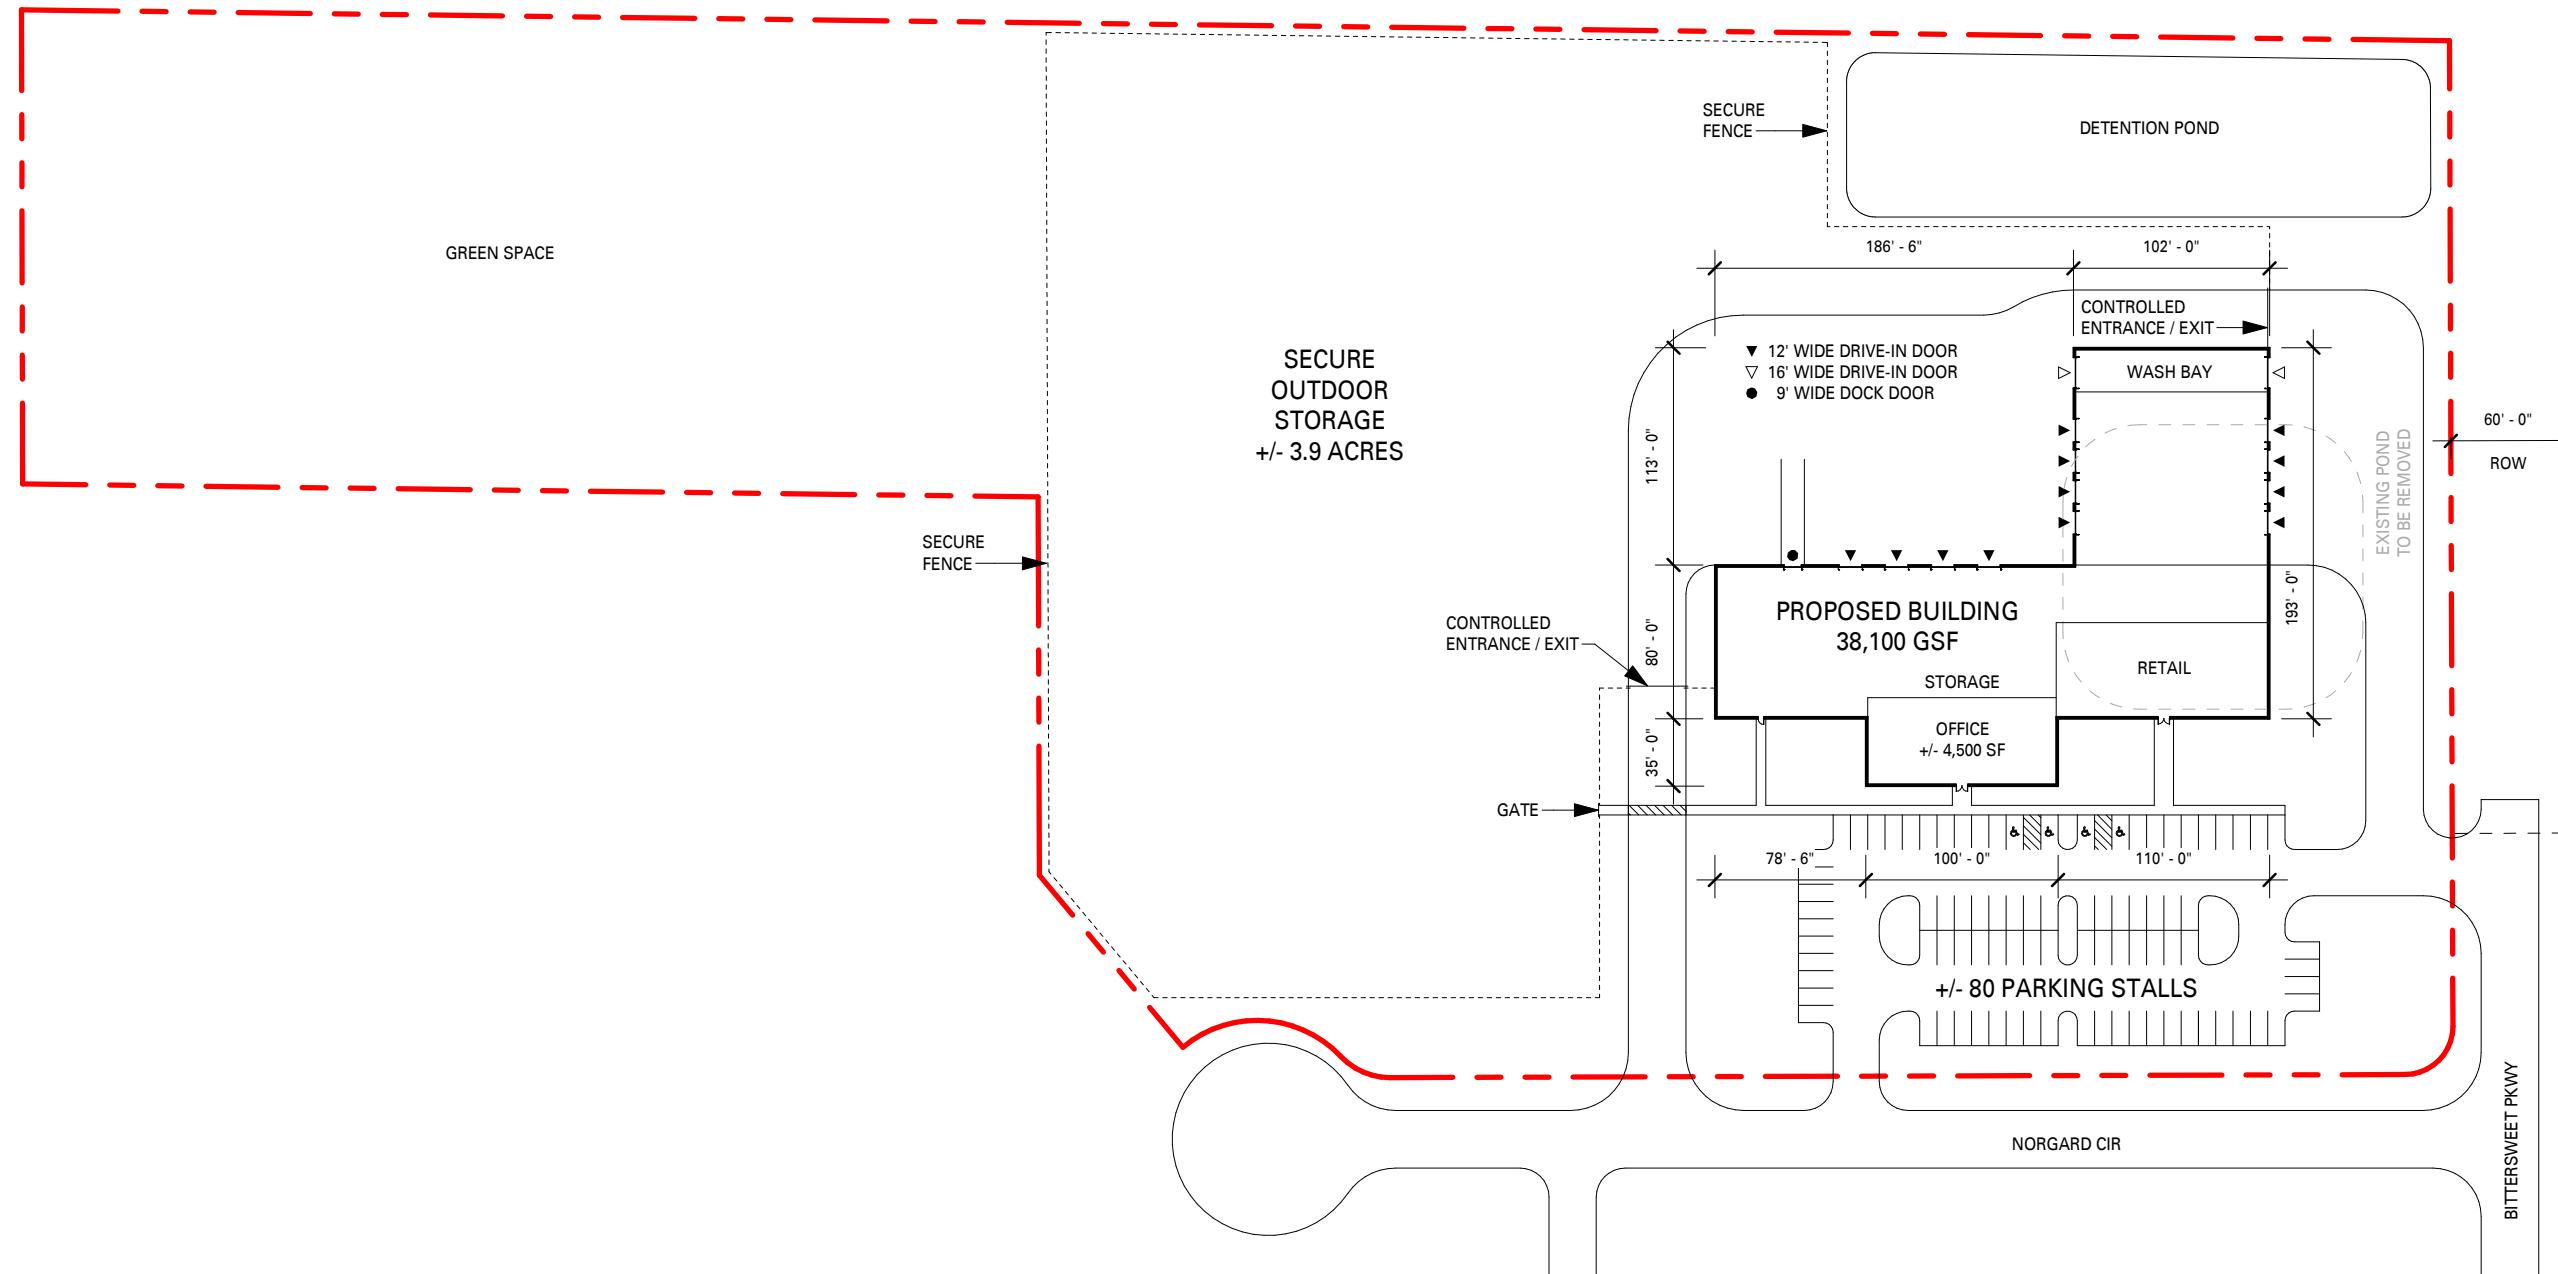 SECURE
FENCE
DETENTION POND
GREEN SPACE
186' - 6"
102' - 0"
CONTROLLED
ENTRANCE / EXIT
12' WIDE DRIVE-IN DOOR
16' WIDE DRIVE-IN DOOR
9' WIDE DOCK DOOR
WASH BAY
SECURE
OUTDOOR
STORAGE
+/- 3.9 ACRES
113' - 0"
EXISTING POND
TO BE REMOVED
60' - 0"
ROW
SECURE
FENCE
193' - 0"
PROPOSED BUILDING
38,100 GSF
CONTROLLED
ENTRANCE / EXIT
80' - 0"
RETAIL
STORAGE
OFFICE
+/- 4,500 SF
35' - 0"
GATE
78' - 6"
100' - 0"
110' - 0"
+/- 80 PARKING STALLS
NORGARD CIR
BITTERSWEET PKWY